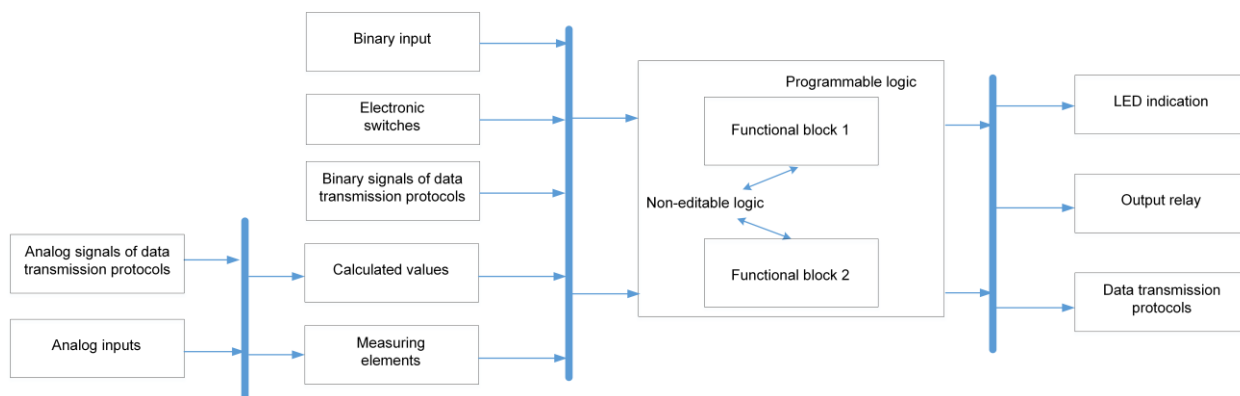 Binary input
Electronic
switches
Binary signals of data
transmission protocols
Analog signals of data
transmission protocols
Calculated values
Analog inputs
Measuring
elements
Programmable logic
Functional block 1
Non-editable logic
Functional block 2
LED indication
Output relay
Data transmission
protocols